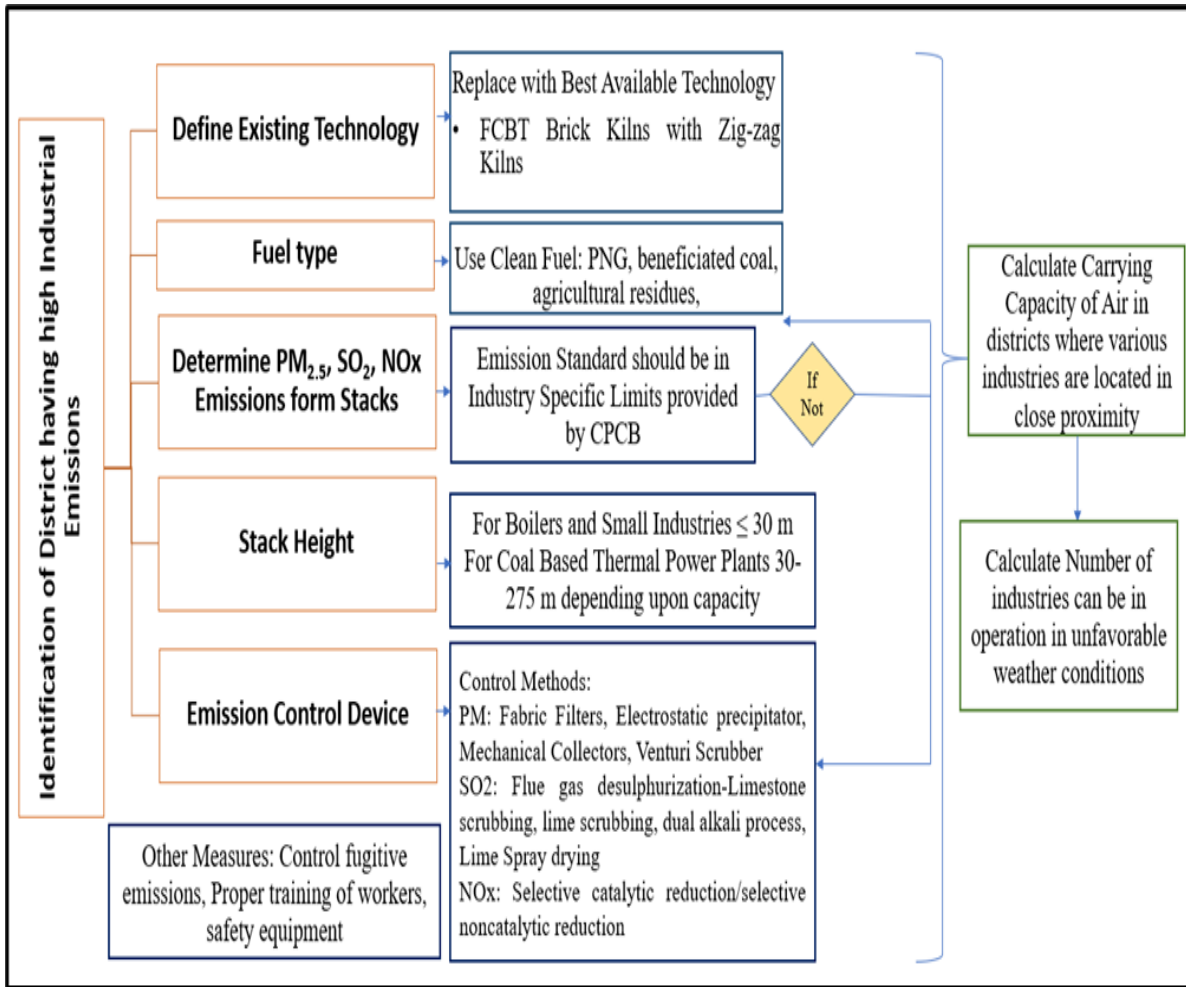 Identification of District having high Industrial
Emissions
Define Existing Technology
Replace with Best Available Technology
• FCBT Brick Kilns with Zig-zag
Kilns
Fuel type
Use Clean Fuel: PNG, beneficiated coal,
agricultural residues,
Determine PM2.5, SO2, NOx
Emissions form Stacks
Emission Standard should be in
Industry Specific Limits provided
by CPCB
If
Not
Stack Height
For Boilers and Small Industries ≤ 30 m
For Coal Based Thermal Power Plants 30-
275 m depending upon capacity
Emission Control Device
Control Methods:
PM: Fabric Filters, Electrostatic precipitator,
Mechanical Collectors, Venturi Scrubber
SO2: Flue gas desulphurization-Limestone
scrubbing, lime scrubbing, dual alkali process,
Lime Spray drying
NOx: Selective catalytic reduction/selective
noncatalytic reduction
Other Measures: Control fugitive
emissions, Proper training of workers,
safety equipment
Calculate Carrying
Capacity of Air in
districts where various
industries are located in
close proximity
Calculate Number of
industries can be in
operation in unfavorable
weather conditions